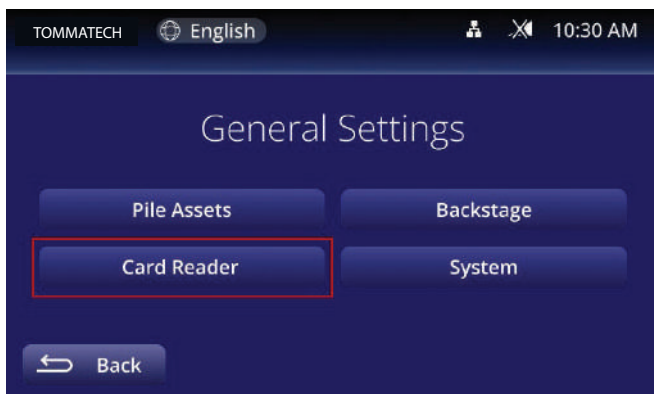 TOMMATECH English 10:30 AM
General Settings
Pile Assets Backstage
Card Reader System
Back